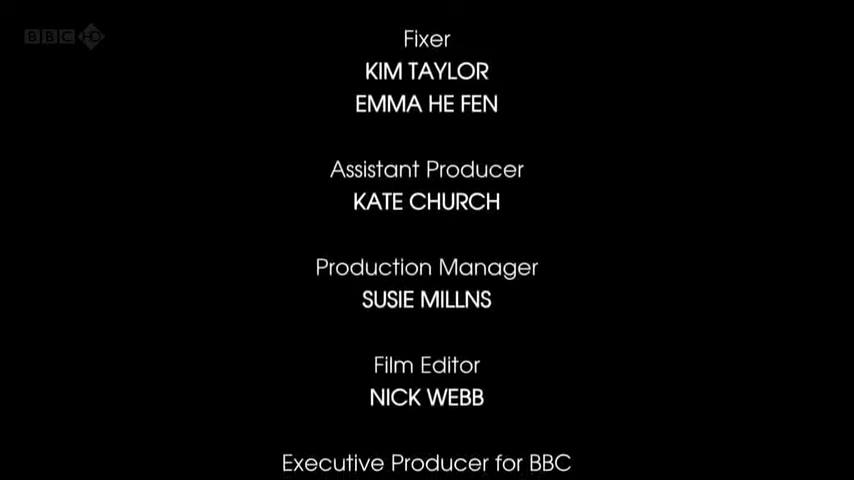 BBC HD
Fixer
KIM TAYLOR
EMMA HE FEN
Assistant Producer
KATE CHURCH
Production Manager
SUSIE MILLNS
Film Editor
NICK WEBB
Executive Producer for BBC